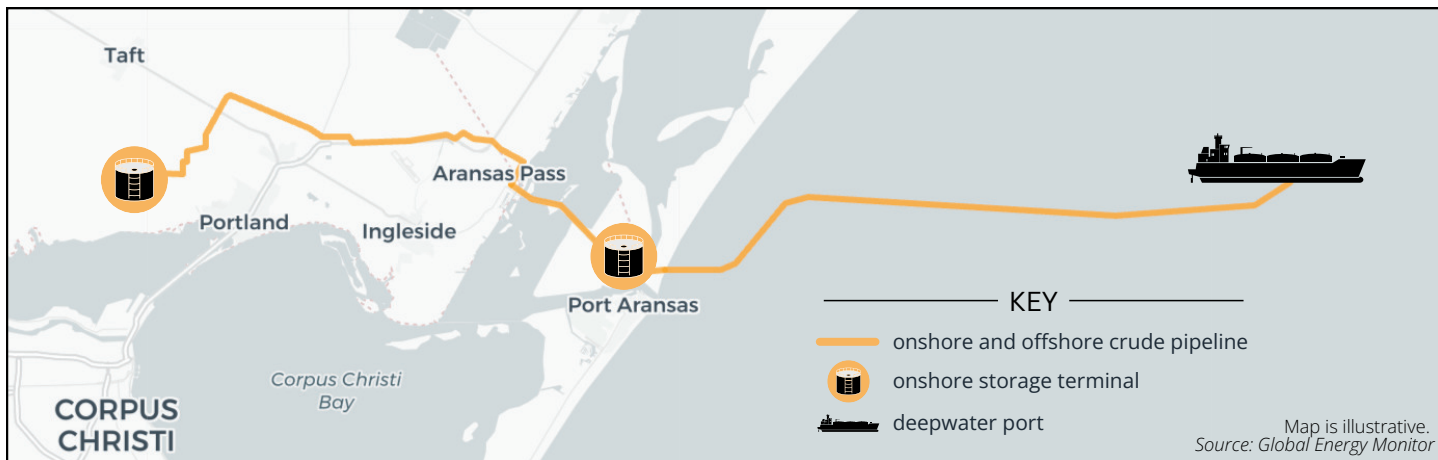 Taft
Aransas Pass
Portland
Ingleside
Port Aransas
Corpus Christi
Bay
CORPUS
CHRISTI
KEY
onshore and offshore crude pipeline
onshore storage terminal
deepwater port
Map is illustrative.
Source: Global Energy Monitor